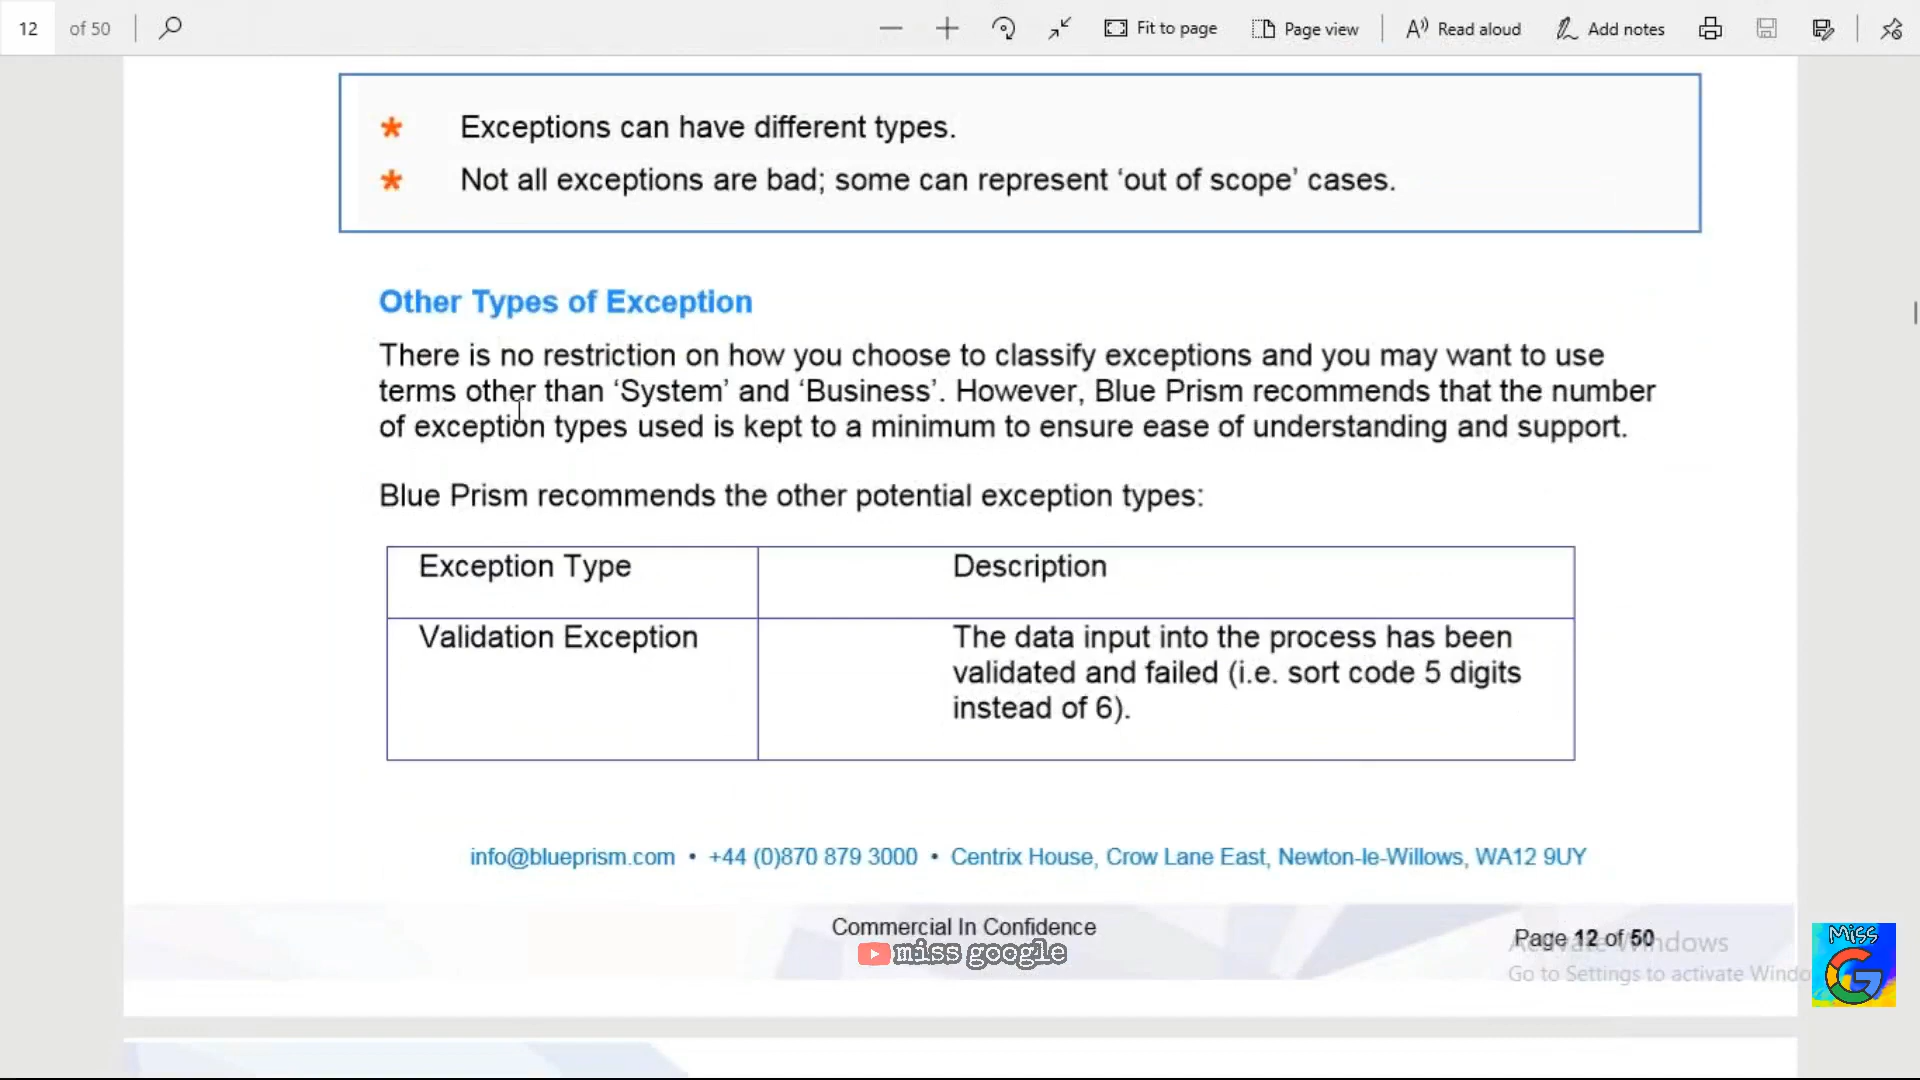 12 of 50
Fit to page
Page view
Read aloud
Add notes
* Exceptions can have different types.
* Not all exceptions are bad; some can represent ‘out of scope’ cases.
Other Types of Exception
There is no restriction on how you choose to classify exceptions and you may want to use
terms other than ‘System’ and ‘Business’. However, Blue Prism recommends that the number
of exception types used is kept to a minimum to ensure ease of understanding and support.
Blue Prism recommends the other potential exception types:
Exception Type Description
Validation Exception The data input into the process has been
validated and failed (i.e. sort code 5 digits
instead of 6).
info@blueprism.com • +44 (0)870 879 3000 • Centrix House, Crow Lane East, Newton-le-Willows, WA12 9UY
Commercial In Confidence
miss google
Page 12 of 50
Activate Windows
Go to Settings to activate Windo
Miss
G